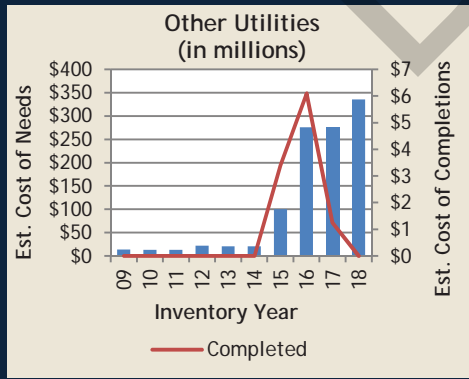 Other Utilities
(in millions)
Est. Cost of Needs
$400
$350
$300
$250
$200
$150
$100
$50
$0
$7
$6
$5
$4
$3
$2
$1
$0
Est. Cost of Completions
09 10 11 12 13 14 15 16 17 18
Inventory Year
Completed